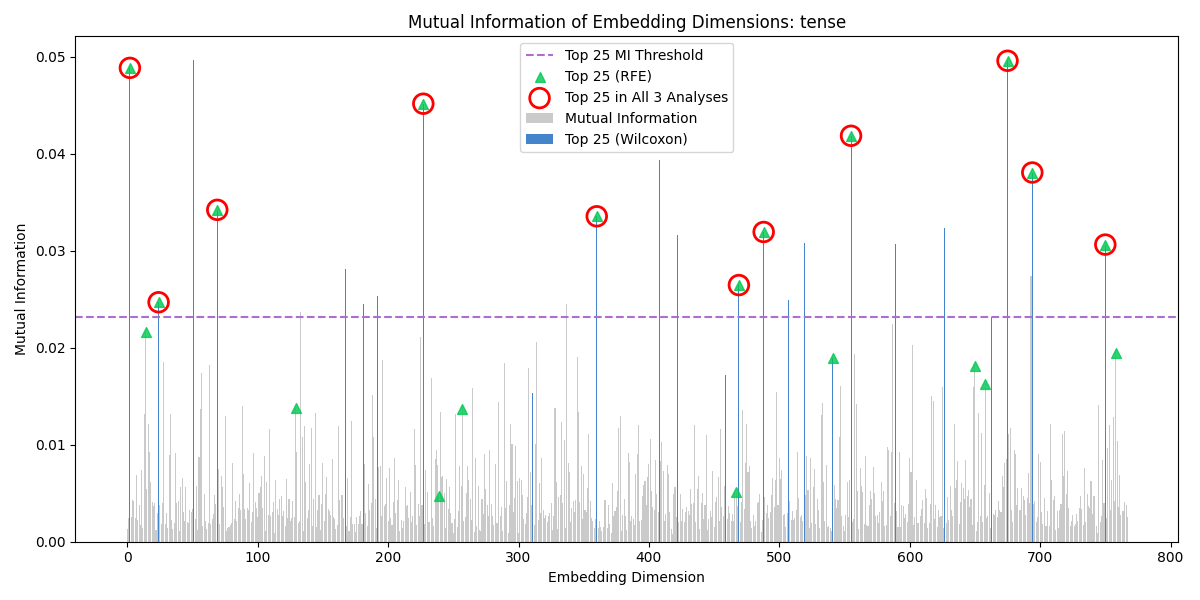 Mutual Information of Embedding Dimensions: tense
Top 25 MI Threshold
Top 25 (RFE)
Top 25 in All 3 Analyses
Mutual Information
Top 25 (Wilcoxon)
Mutual Information
0.05
0.04
0.03
0.02
0.01
0.00
0 100 200 300 400 500 600 700 800
Embedding Dimension